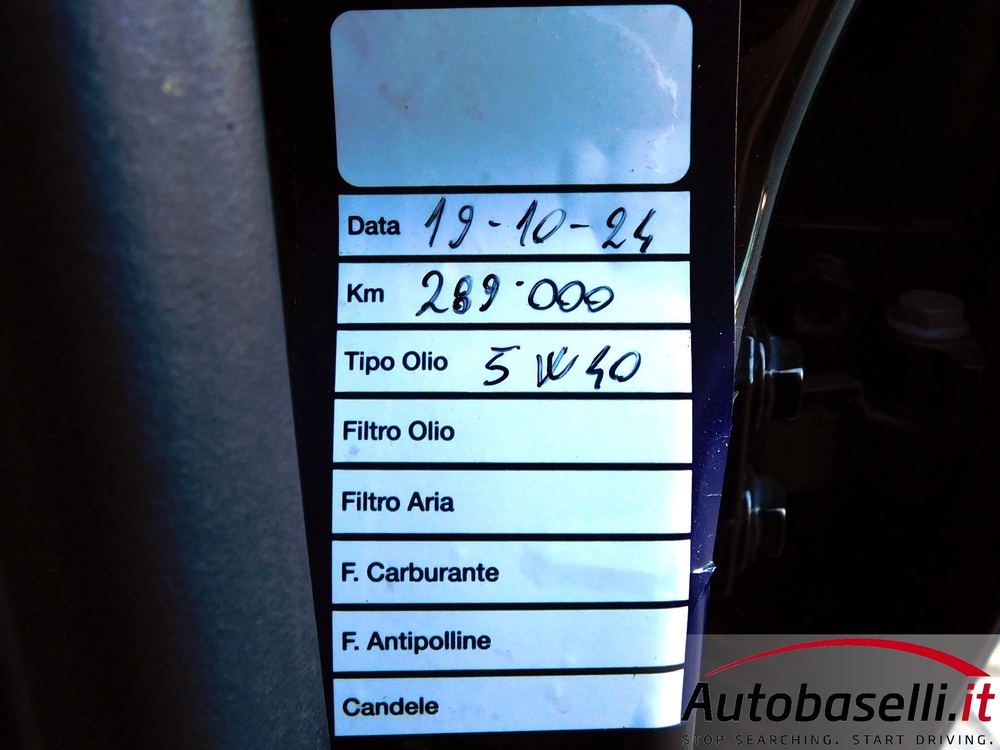 Data 19-10-24
Km 289·000
Tipo Olio 5W40
Filtro Olio
Filtro Aria
F. Carburante
F. Antipolline
Candele
Autobaselli.it
STOP SEARCHING. START DRIVING.